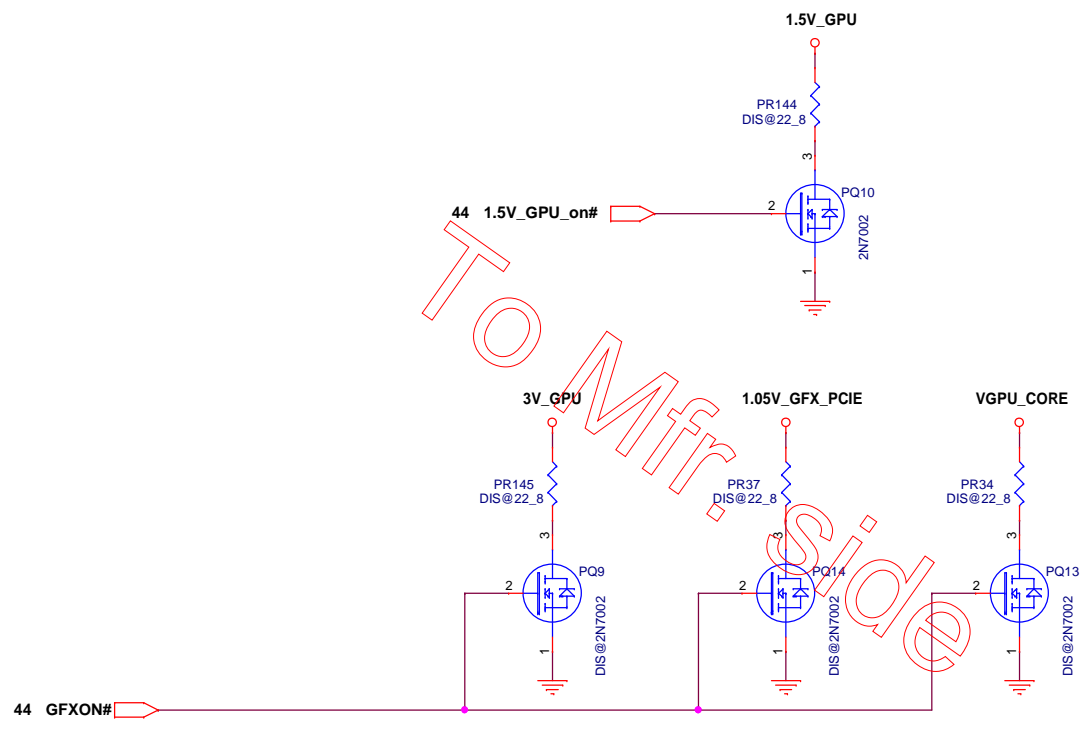 1.5V_GPU
PR144
DIS@22_8
3
PQ10
2
44 1.5V_GPU_on#
2N7002
1
To Mfr. side
3V_GPU 1.05V_GFX_PCIE VGPU_CORE
PR145 PR37 PR34
DIS@22_8 DIS@22_8 DIS@22_8
3 3 3
PQ9 PQ14 PQ13
2 2 2
DIS@2N7002 DIS@2N7002 DIS@2N7002
1 1 1
44 GFXON#